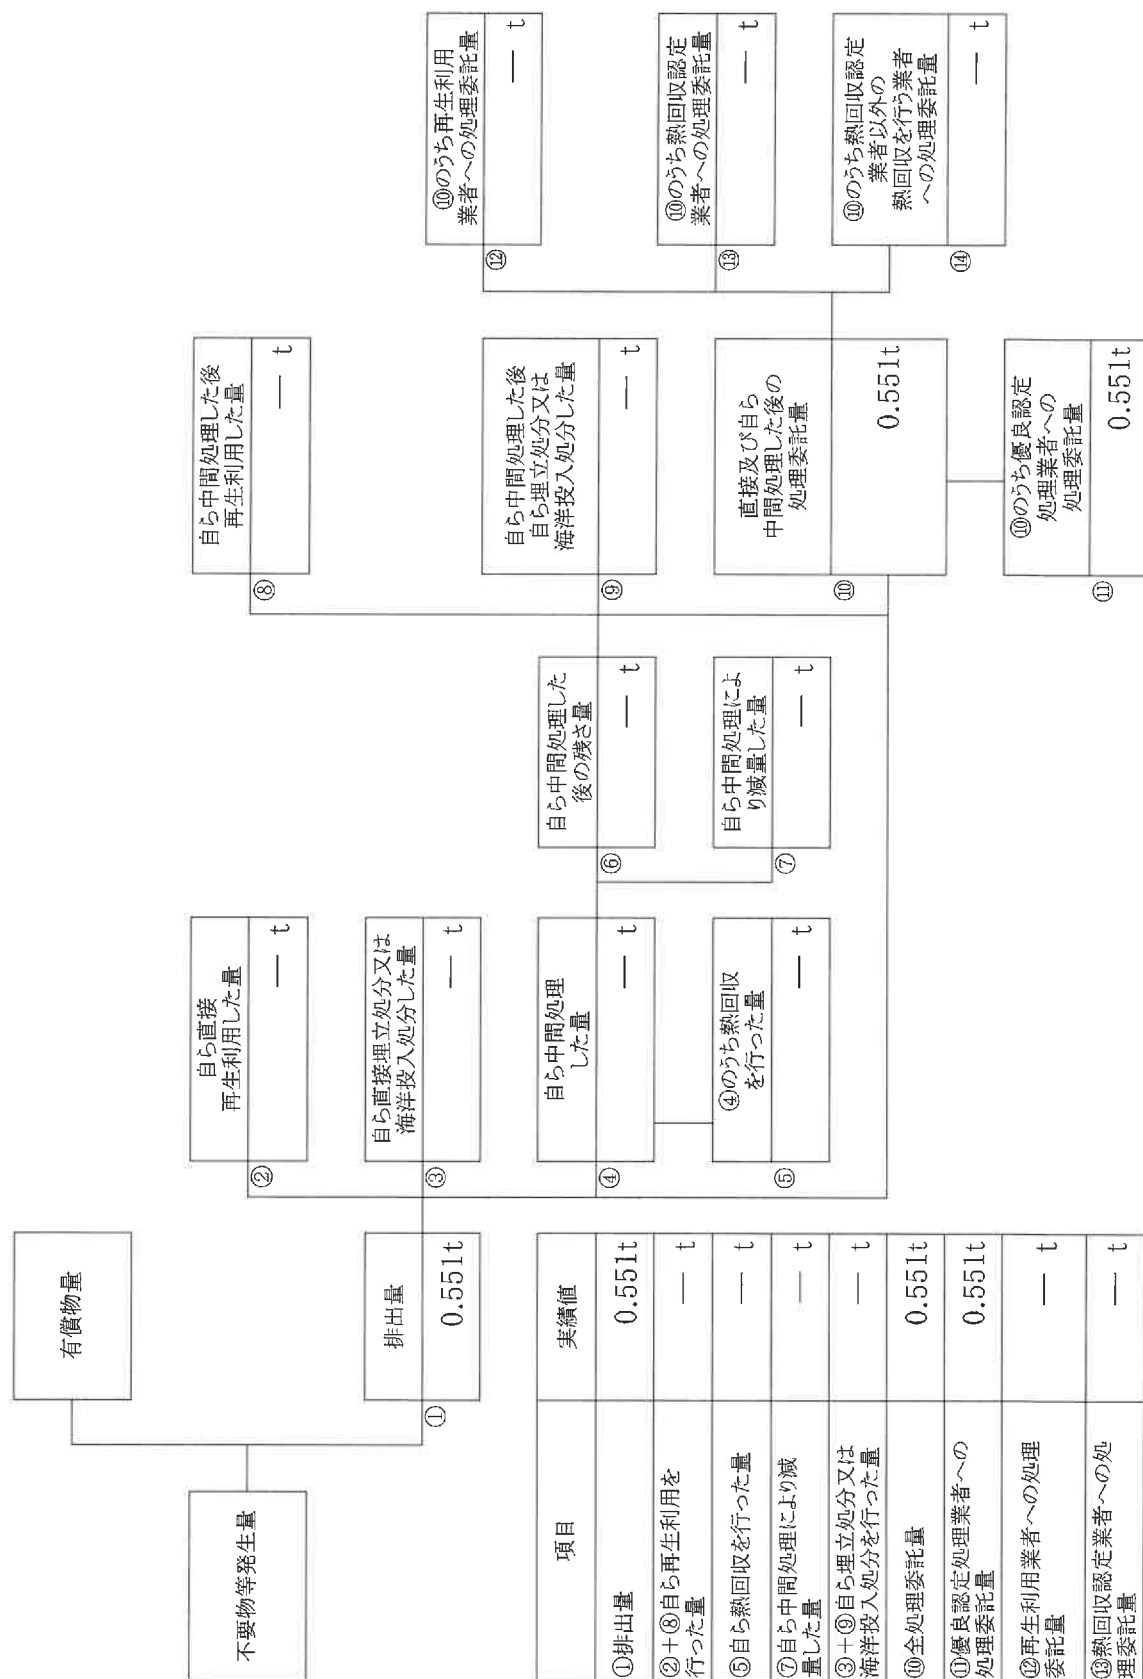 不要物等発生量
有償物量
排出量
①
0.551t
自ら直接
再生利用した量
②
― t
自ら直接埋立処分又は
海洋投入処分した量
③
― t
自ら中間処理
した量
④
― t
④のうち熱回収
を行った量
⑤
― t
自ら中間処理した
後の残さ量
⑥
― t
自ら中間処理によ
り減量した量
⑦
― t
自ら中間処理した後
再生利用した量
⑧
― t
自ら中間処理した後
自ら埋立処分又は
海洋投入処分した量
⑨
― t
直接及び自ら
中間処理した後の
処理委託量
⑩
0.551t
⑩のうち優良認定
処理業者への
処理委託量
⑪
0.551t
⑩のうち再生利用
業者への処理委託量
⑫
― t
⑩のうち熱回収認定
業者への処理委託量
⑬
― t
⑩のうち熱回収認定
業者以外の
熱回収を行う業者
への処理委託量
⑭
― t
項目 実績値
①排出量 0.551t
②+⑧自ら再生利用を
行った量 ― t
⑤自ら熱回収を行った量 ― t
⑦自ら中間処理により減
量した量 ― t
③+⑨自ら埋立処分又は
海洋投入処分を行った量 ― t
⑩全処理委託量 0.551t
⑪優良認定処理業者への
処理委託量 0.551t
⑫再生利用業者への処理
委託量 ― t
⑬熱回収認定業者への処
理委託量 ― t